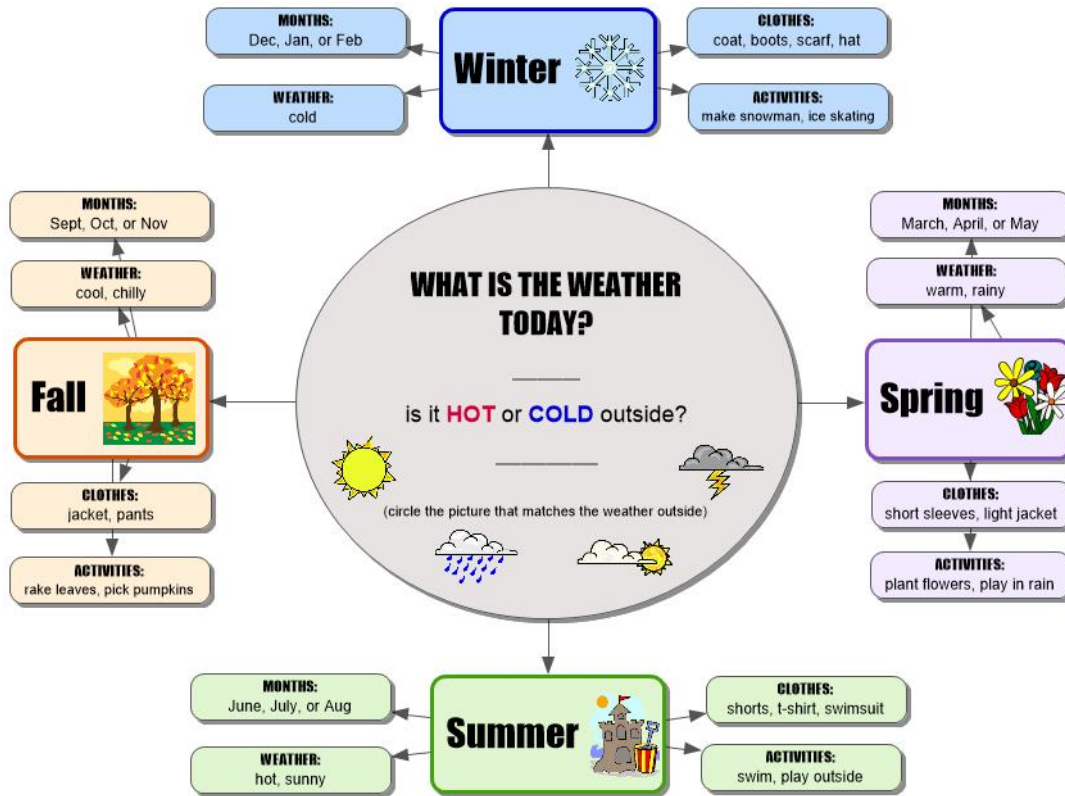 MONTHS:
Dec, Jan, or Feb
WEATHER:
cold
Winter
CLOTHES:
coat, boots, scarf, hat
ACTIVITIES:
make snowman, ice skating
MONTHS:
Sept, Oct, or Nov
WEATHER:
cool, chilly
Fall
CLOTHES:
jacket, pants
ACTIVITIES:
rake leaves, pick pumpkins
WHAT IS THE WEATHER
TODAY?
is it HOT or COLD outside?
(circle the picture that matches the weather outside)
MONTHS:
March, April, or May
WEATHER:
warm, rainy
Spring
CLOTHES:
short sleeves, light jacket
ACTIVITIES:
plant flowers, play in rain
MONTHS:
June, July, or Aug
WEATHER:
hot, sunny
Summer
CLOTHES:
shorts, t-shirt, swimsuit
ACTIVITIES:
swim, play outside